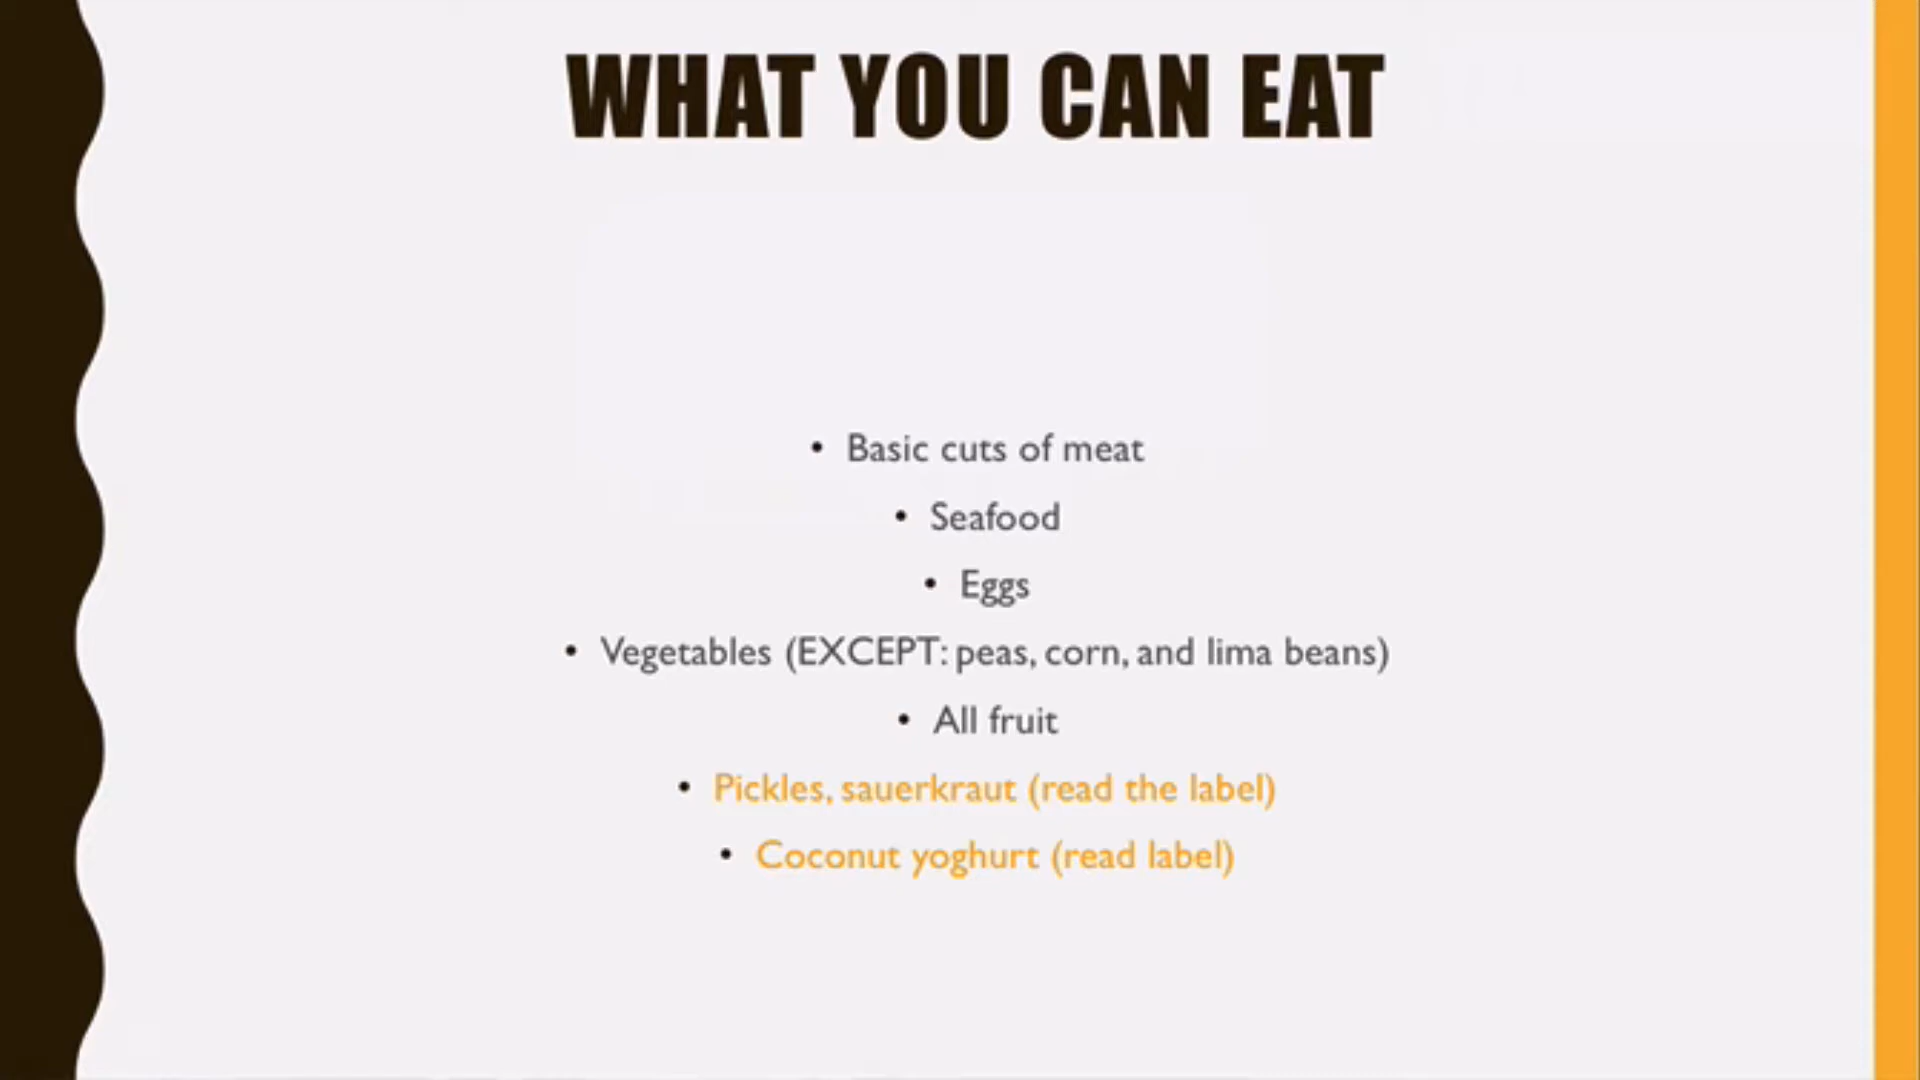 WHAT YOU CAN EAT
• Basic cuts of meat
• Seafood
• Eggs
• Vegetables (EXCEPT: peas, corn, and lima beans)
• All fruit
• Pickles, sauerkraut (read the label)
• Coconut yoghurt (read label)